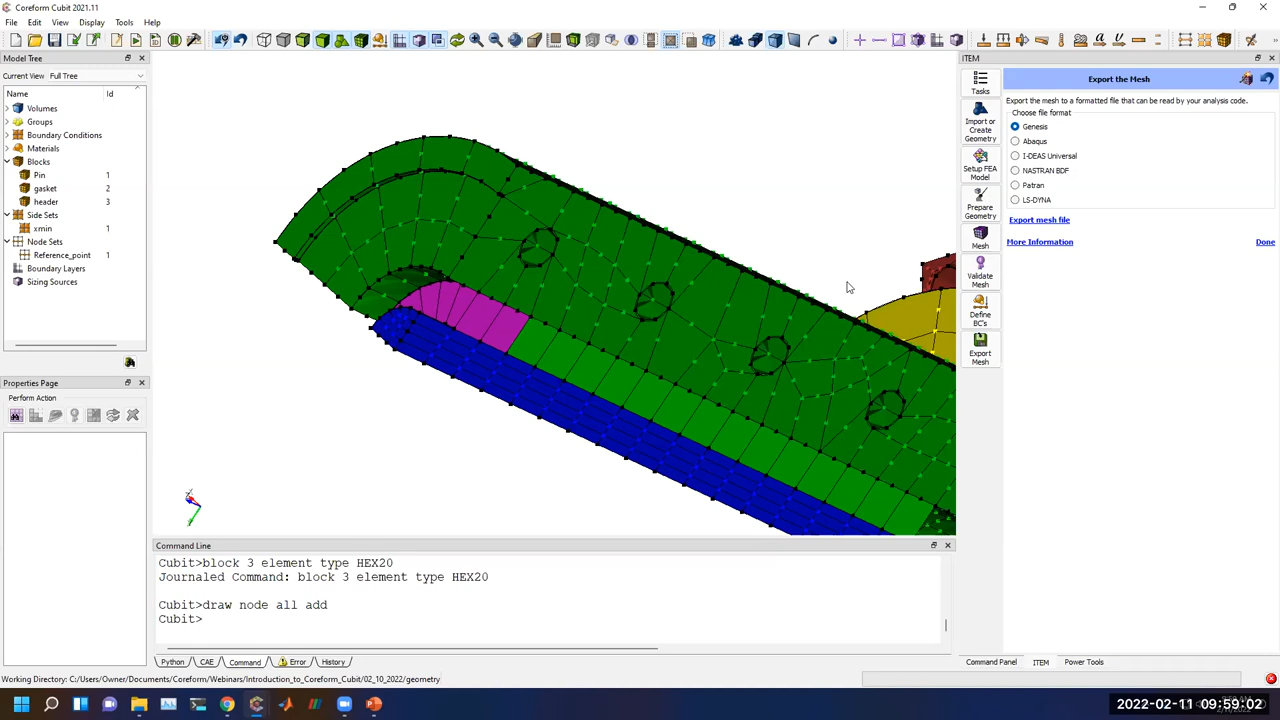 Coreform Cubit 2021.11
File Edit View Display Tools Help
Model Tree
Current View Full Tree
Name Id
Volumes
Groups
Boundary Conditions
Materials
Blocks
Pin 1
gasket 2
header 3
Side Sets
xmin 1
Node Sets
Reference_point 1
Boundary Layers
Sizing Sources
Properties Page
Perform Action
Command Line
Cubit>block 3 element type HEX20
Journaled Command: block 3 element type HEX20
Cubit>draw node all add
Cubit>
Python CAE Command Error History
Working Directory: C:/Users/Owner/Documents/Coreform/Webinars/Introduction_to_Coreform_Cubit/02_10_2022/geometry
ITEM
Tasks
Import or Create Geometry
Setup FEA Model
Prepare Geometry
Mesh
Validate Mesh
Define BC's
Export Mesh
Export the Mesh
Export the mesh to a formatted file that can be read by your analysis code.
Choose file format
Genesis
Abaqus
I-DEAS Universal
NASTRAN BDF
Patran
LS-DYNA
Export mesh file
More Information Done
Command Panel ITEM Power Tools
2022-02-11 09:59:02